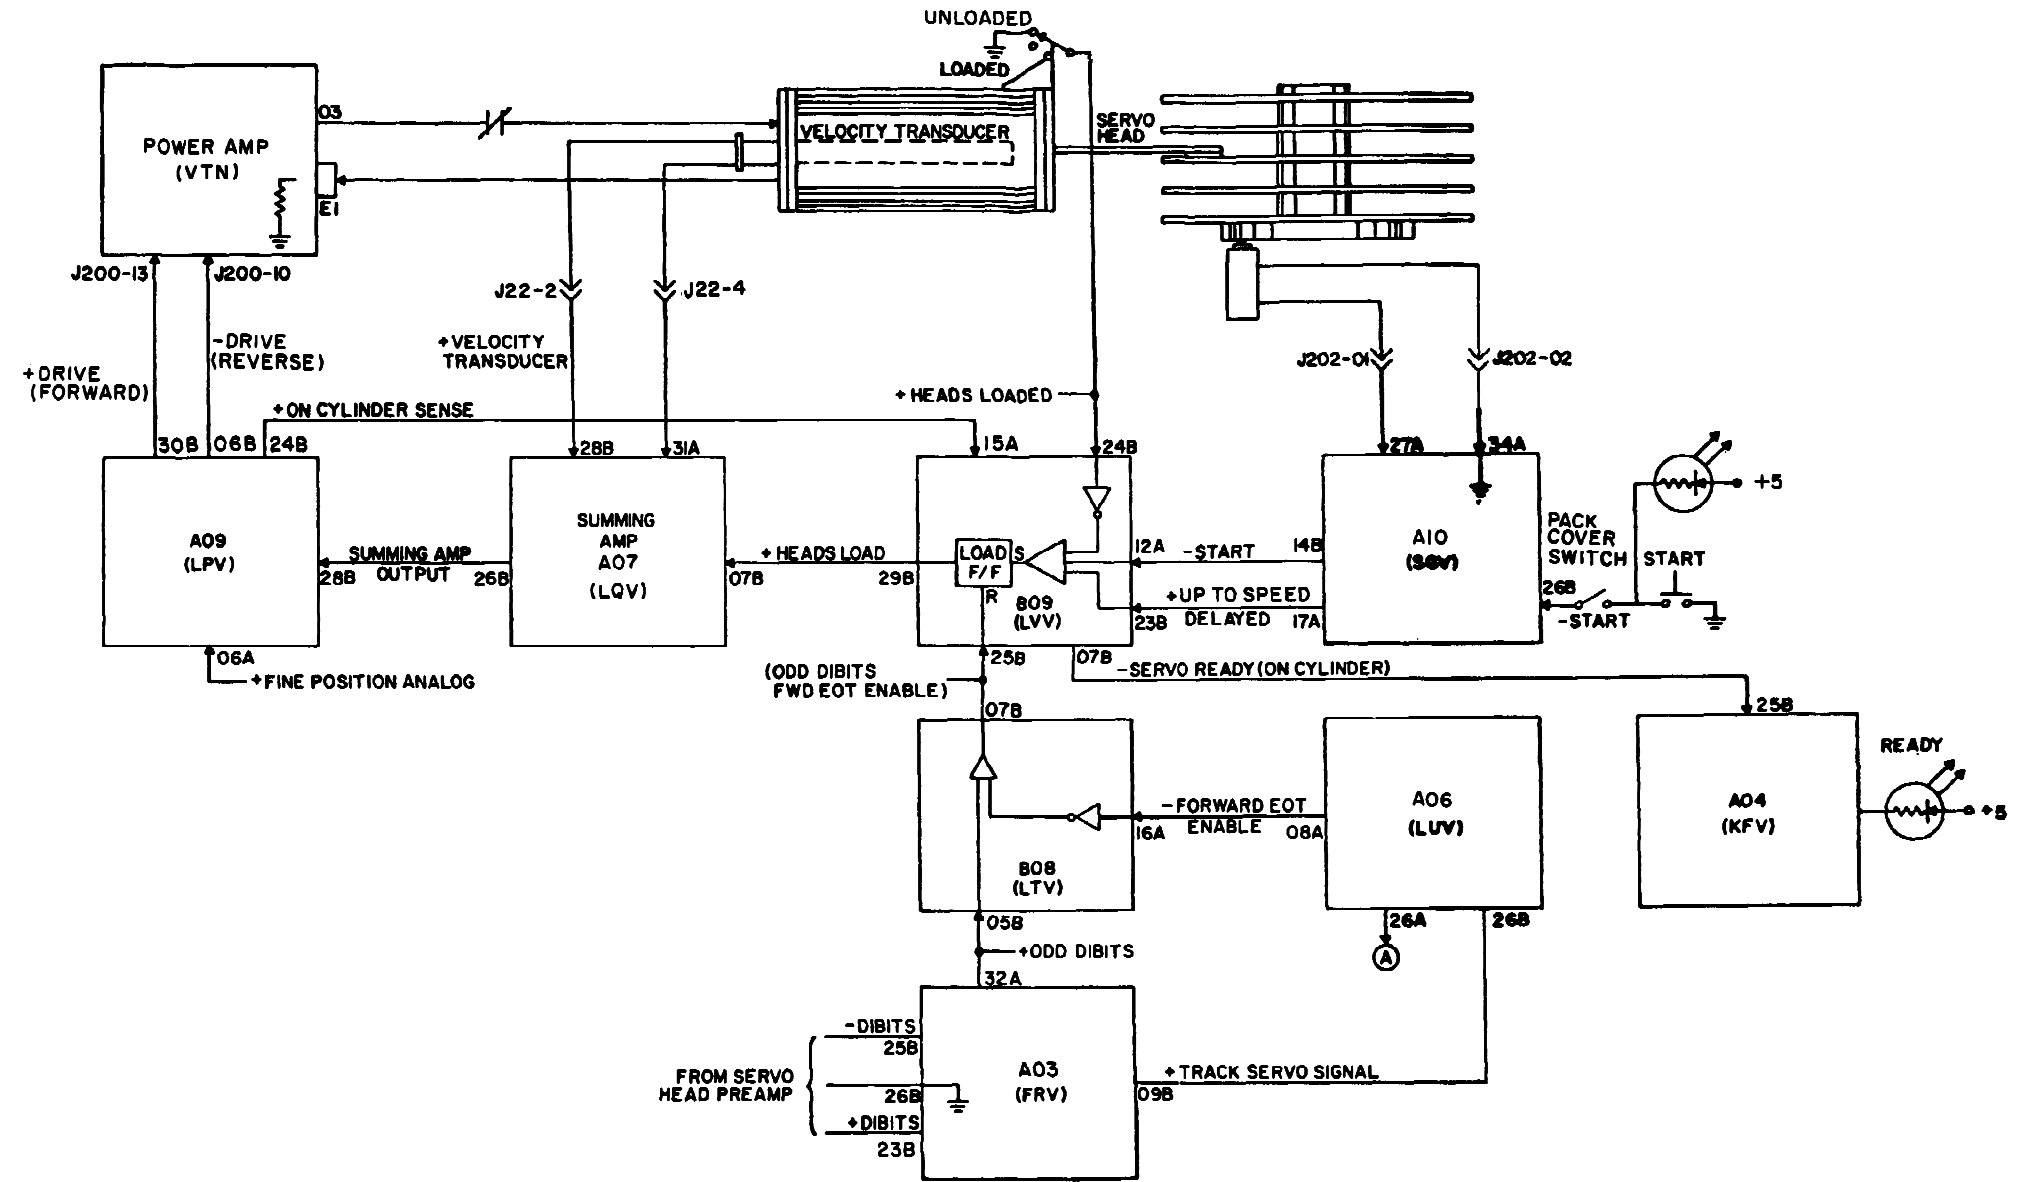 UNLOADED
LOADED
03
POWER AMP
(VTN)
E1
VELOCITY TRANSDUCER
SERVO
HEAD
J200-13
J200-10
J22-2
J22-4
+DRIVE
(FORWARD)
-DRIVE
(REVERSE)
+VELOCITY
TRANSDUCER
+HEADS LOADED
J202-01
J202-02
+ON CYLINDER SENSE
30B
06B
24B
28B
31A
15A
24B
27A
34A
+5
A09
(LPV)
SUMMING AMP
OUTPUT
28B
26B
SUMMING
AMP
A07
(LQV)
+HEADS LOAD
07B
29B
LOAD
F/F
S
R
B09
(LVV)
12A
-START
14B
+UP TO SPEED
DELAYED
23B
17A
A10
(SGV)
PACK
COVER
SWITCH
START
26B
-START
06A
+FINE POSITION ANALOG
25B
07B
-SERVO READY (ON CYLINDER)
(ODD DIBITS
FWD EOT ENABLE)
07B
25B
B08
(LTV)
-FORWARD EOT
ENABLE
16A
08A
A06
(LUV)
A04
(KFV)
READY
+5
05B
26A
26B
A
+ODD DIBITS
32A
-DIBITS
25B
FROM SERVO
HEAD PREAMP
26B
+DIBITS
23B
A03
(FRV)
+TRACK SERVO SIGNAL
09B